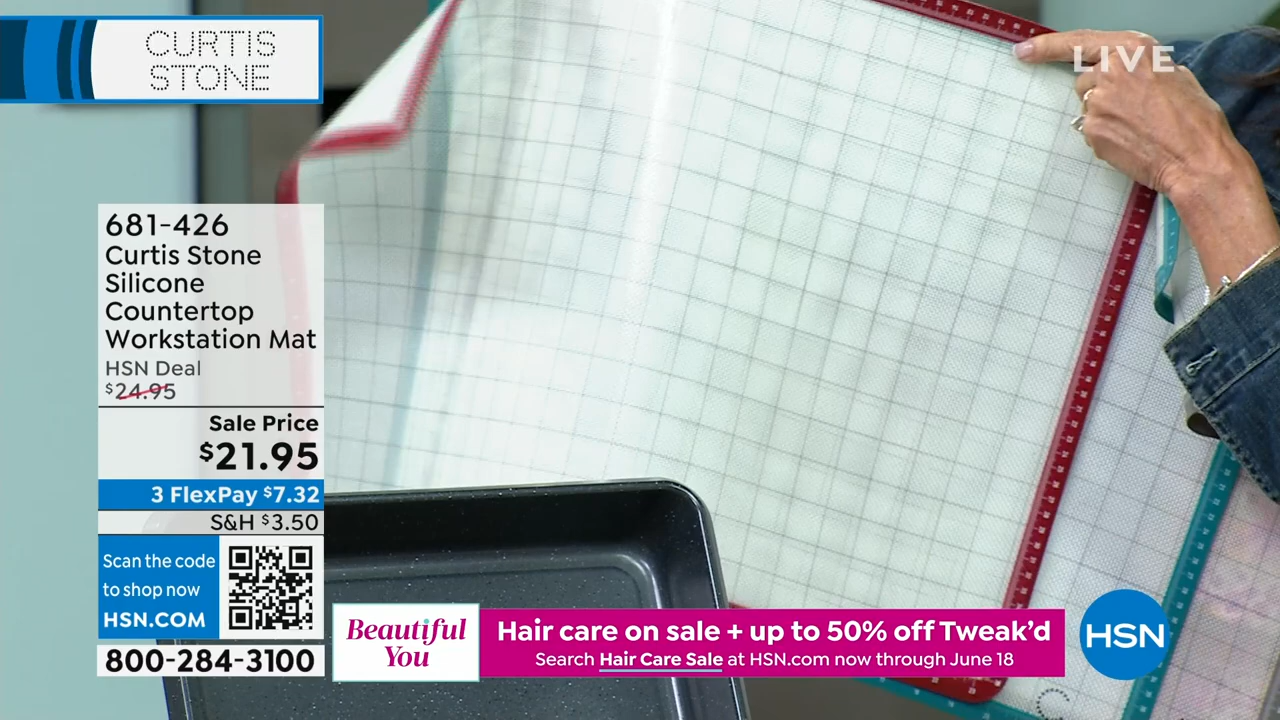 CURTIS
STONE
LIVE
681-426
Curtis Stone
Silicone
Countertop
Workstation Mat
HSN Deal
$24.95
Sale Price
$21.95
3 FlexPay $7.32
S&H $3.50
Scan the code
to shop now
HSN.COM
800-284-3100
Beautiful
You
Hair care on sale + up to 50% off Tweak'd
Search Hair Care Sale at HSN.com now through June 18
HSN